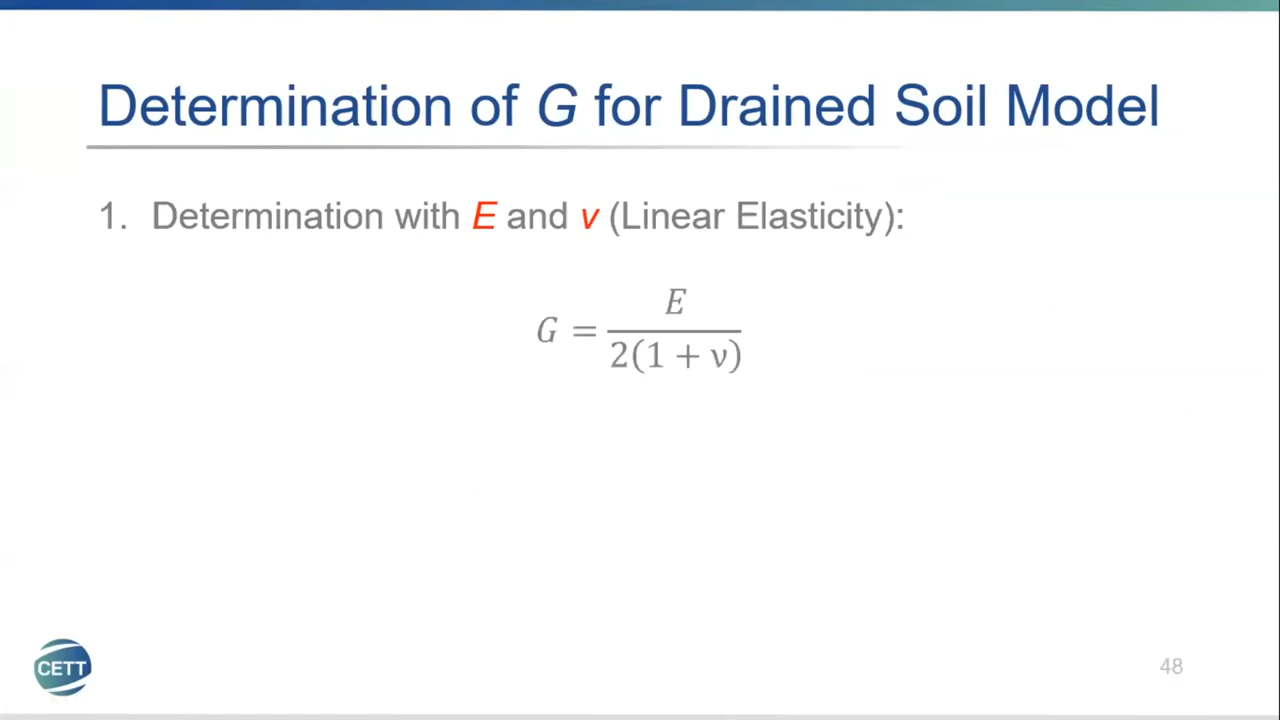 Determination of G for Drained Soil Model
1. Determination with E and v (Linear Elasticity):
G = E / 2(1 + ν)
CETT
48